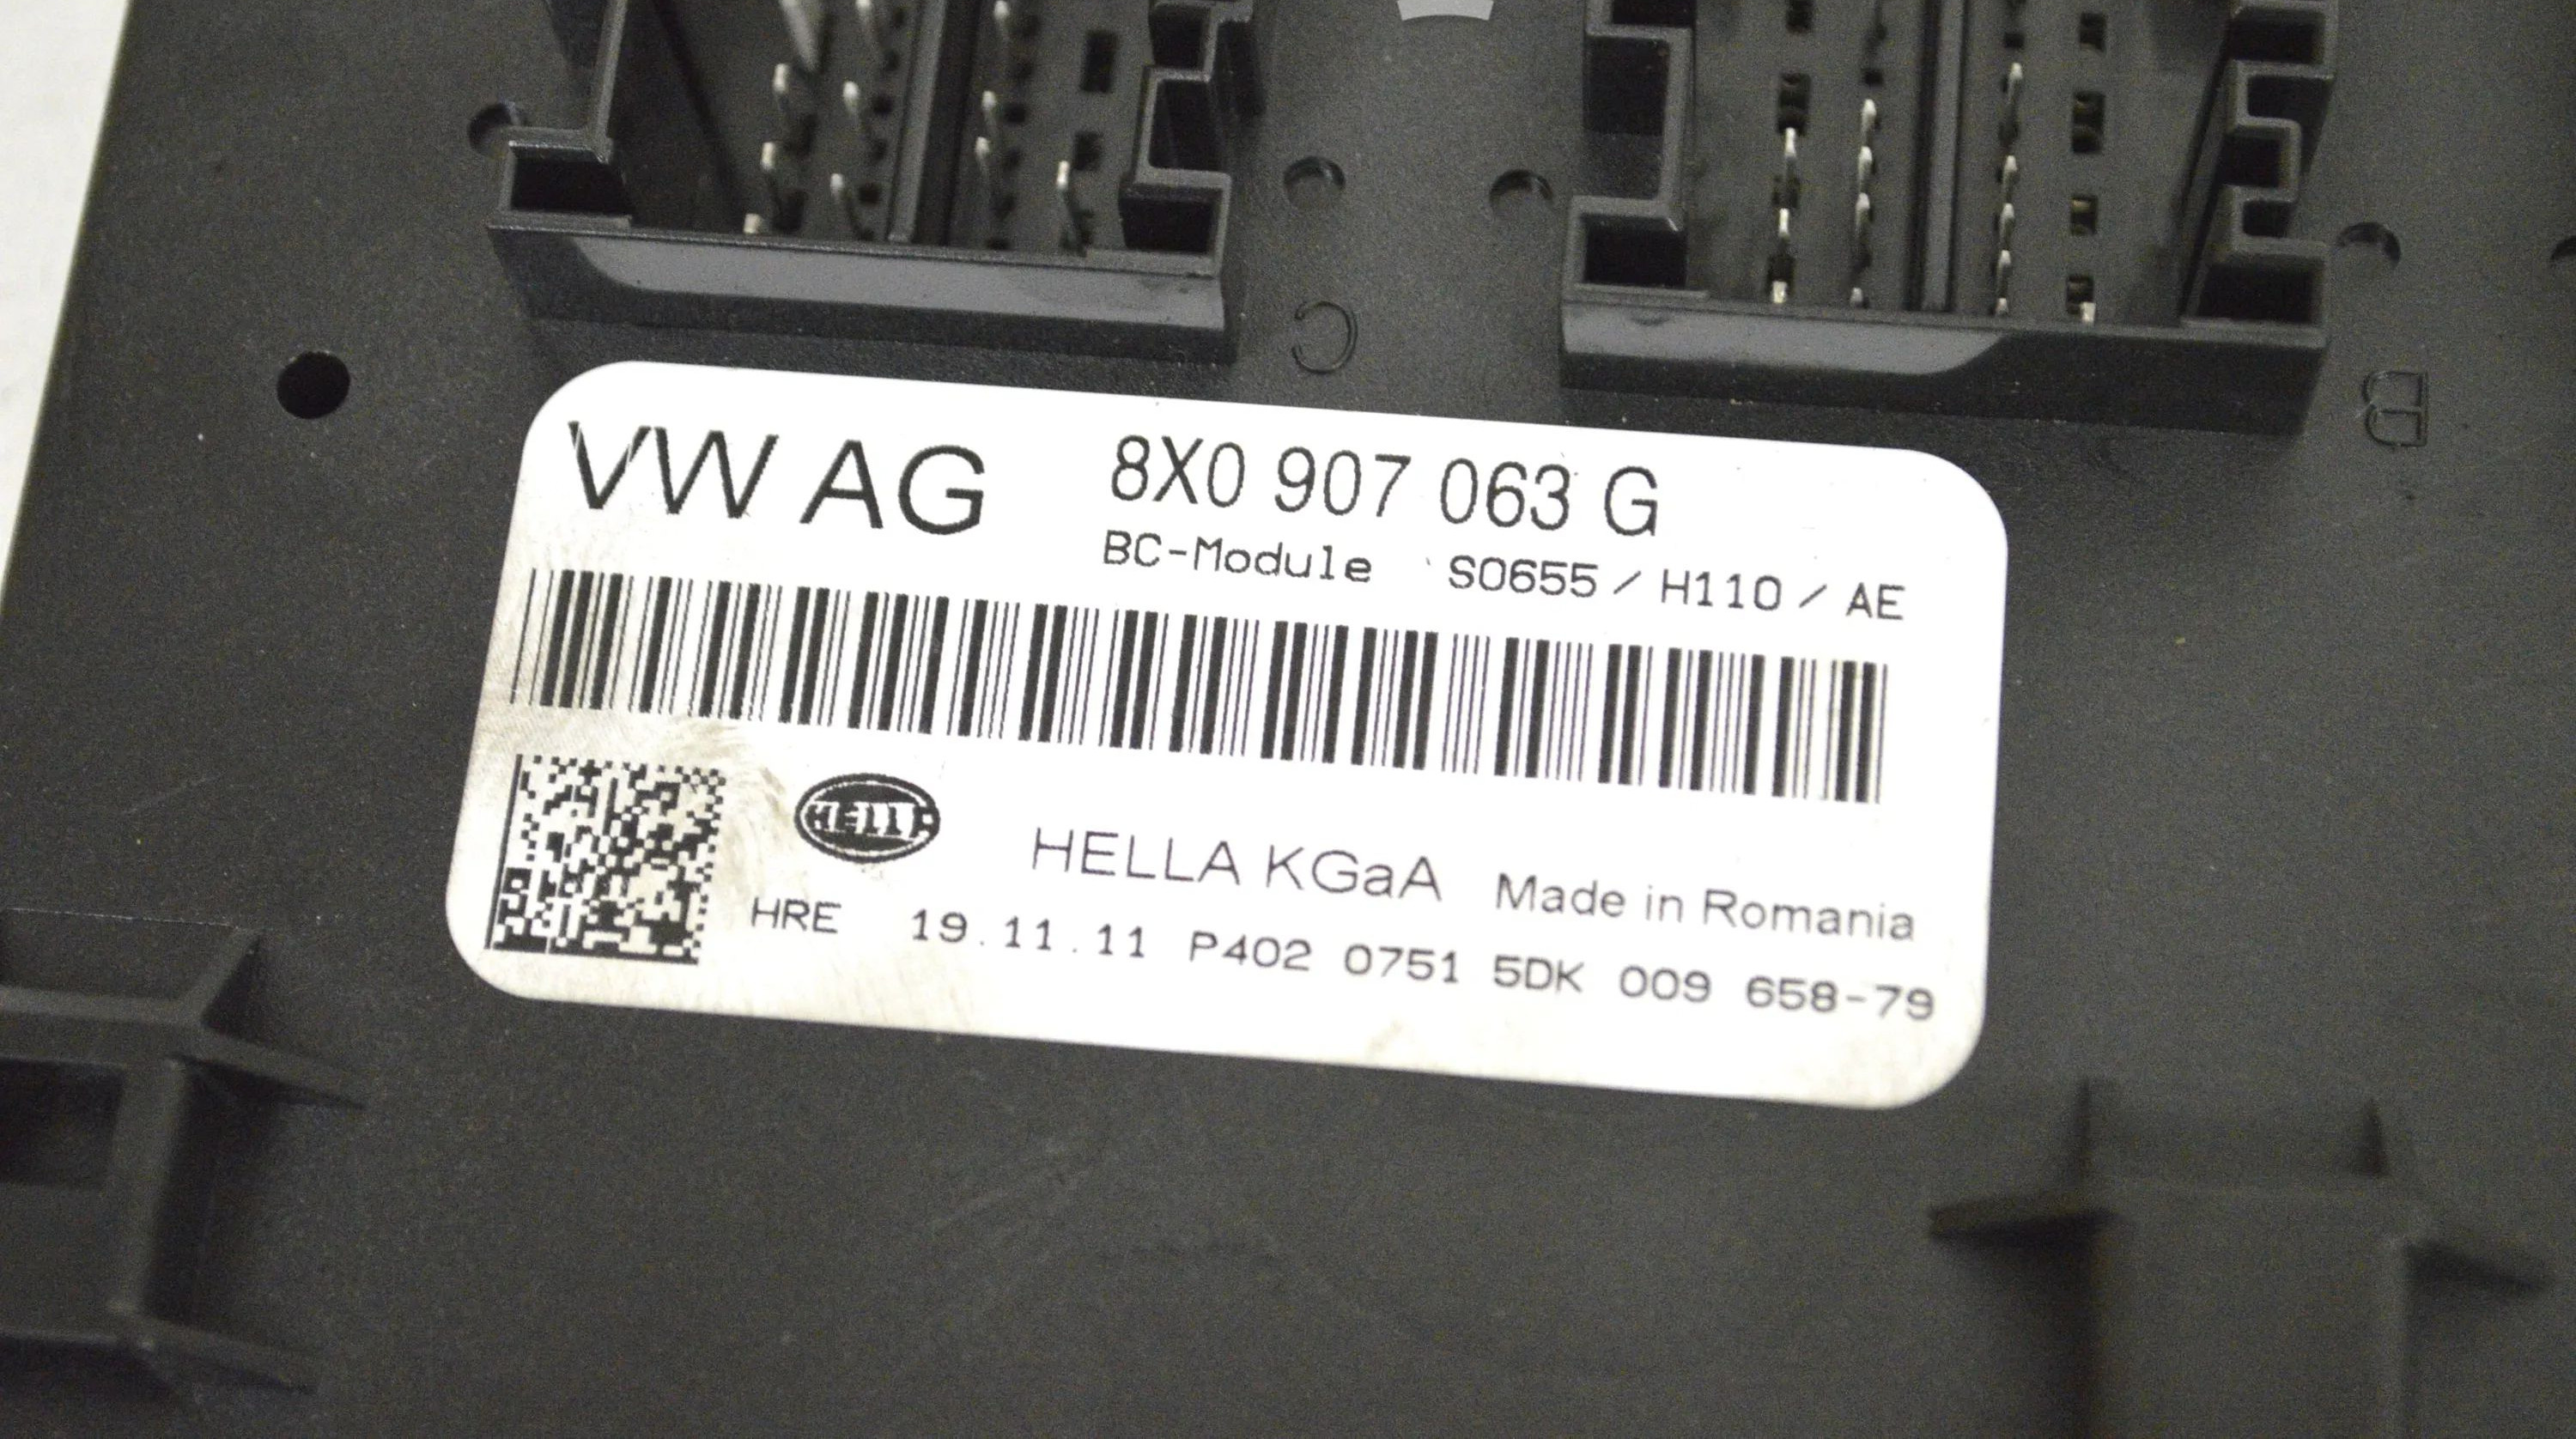 C
B
VW AG 8X0 907 063 G
BC-Module S0655 / H110 / AE
HELLA
HELLA KGaA Made in Romania
HRE 19.11.11 P402 0751 5DK 009 658-79